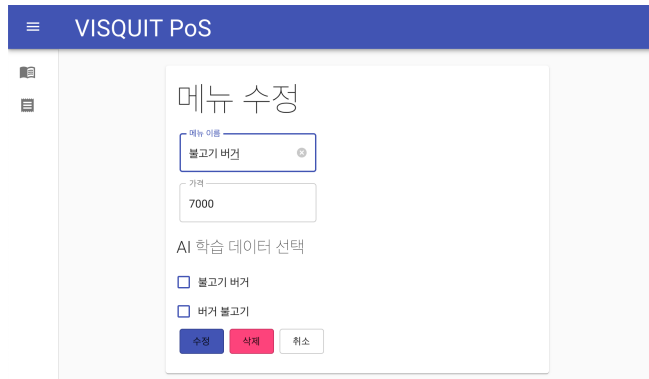 VISQUIT PoS
메뉴 수정
메뉴 이름
불고기 버거
가격
7000
AI 학습 데이터 선택
불고기 버거
버거 불고기
수정 삭제 취소